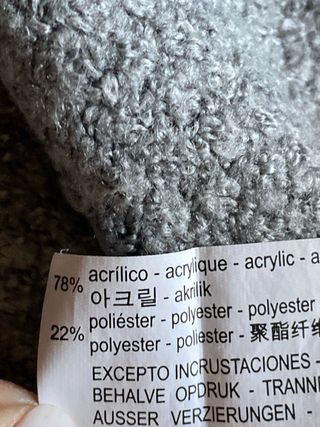 78% acrílico - acrylique - acrylic - a
아크릴 - akrilik
22% poliéster - polyester - polyester
polyester - poliester - 聚酯纤维
EXCEPTO INCRUSTACIONES -
BEHALVE OPDRUK - TRANNE
AUSSER VERZIERUNGEN -